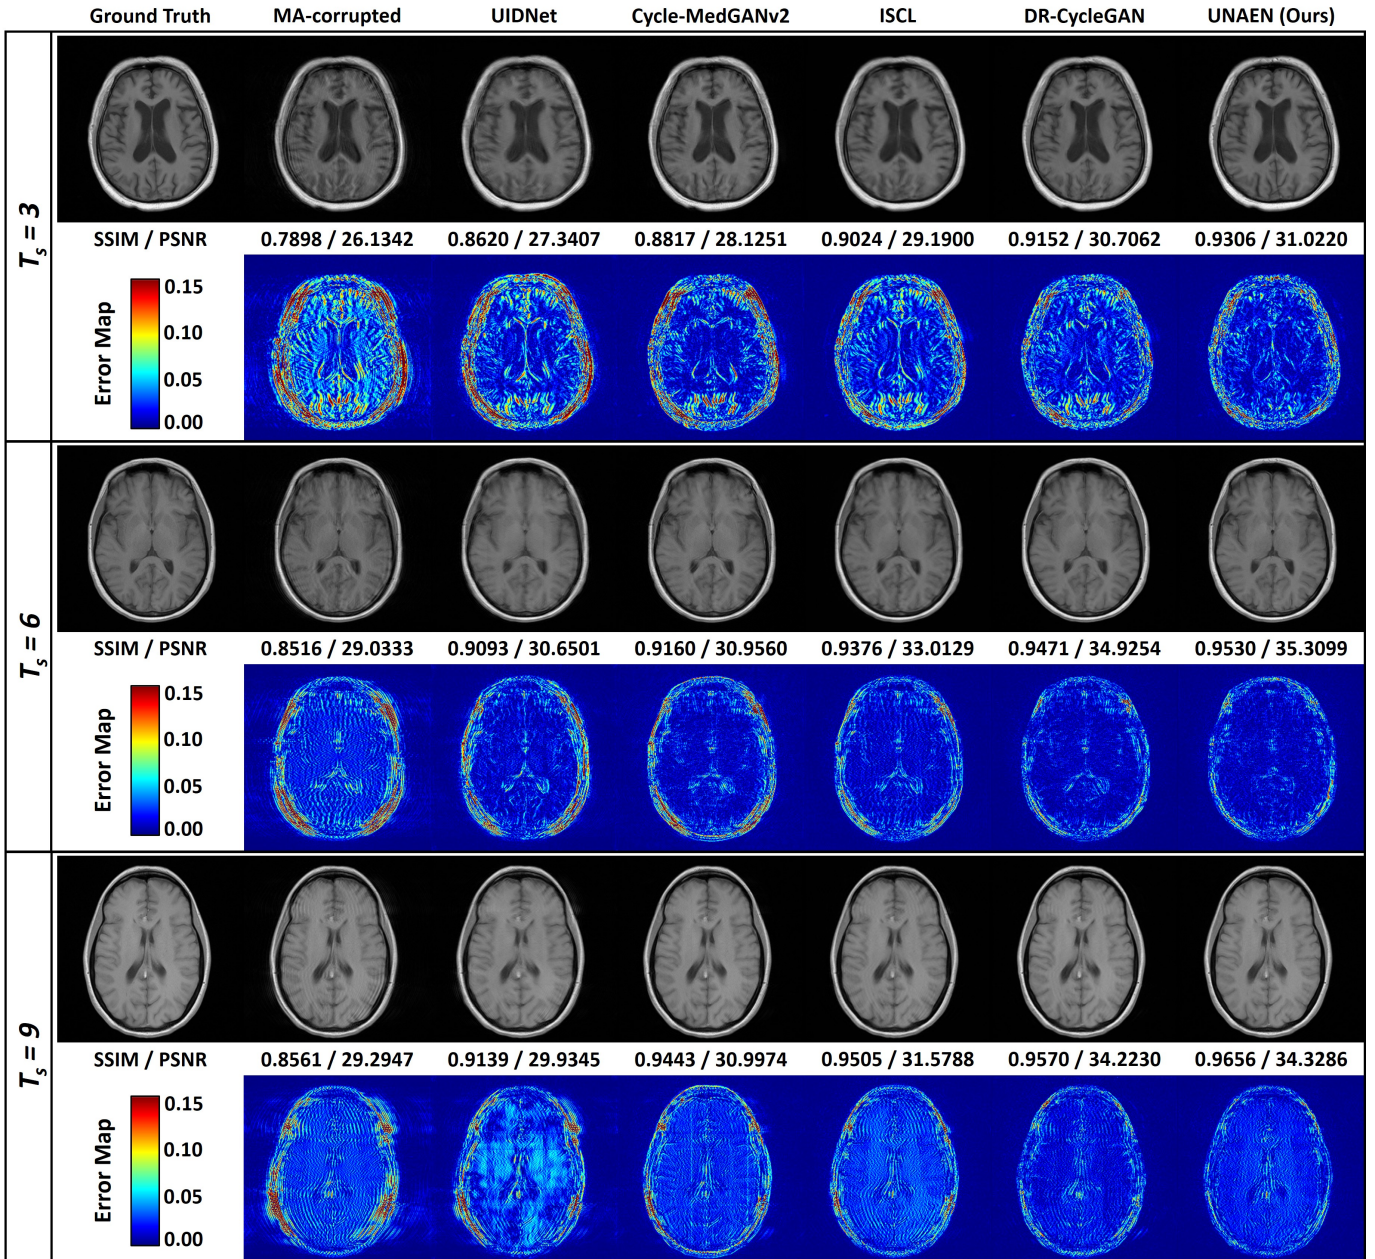 Ground Truth MA-corrupted UIDNet Cycle-MedGANv2 ISCL DR-CycleGAN UNAEN (Ours)
Ts = 3
SSIM / PSNR 0.7898 / 26.1342 0.8620 / 27.3407 0.8817 / 28.1251 0.9024 / 29.1900 0.9152 / 30.7062 0.9306 / 31.0220
Error Map
0.15
0.10
0.05
0.00
Ts = 6
SSIM / PSNR 0.8516 / 29.0333 0.9093 / 30.6501 0.9160 / 30.9560 0.9376 / 33.0129 0.9471 / 34.9254 0.9530 / 35.3099
Error Map
0.15
0.10
0.05
0.00
Ts = 9
SSIM / PSNR 0.8561 / 29.2947 0.9139 / 29.9345 0.9443 / 30.9974 0.9505 / 31.5788 0.9570 / 34.2230 0.9656 / 34.3286
Error Map
0.15
0.10
0.05
0.00